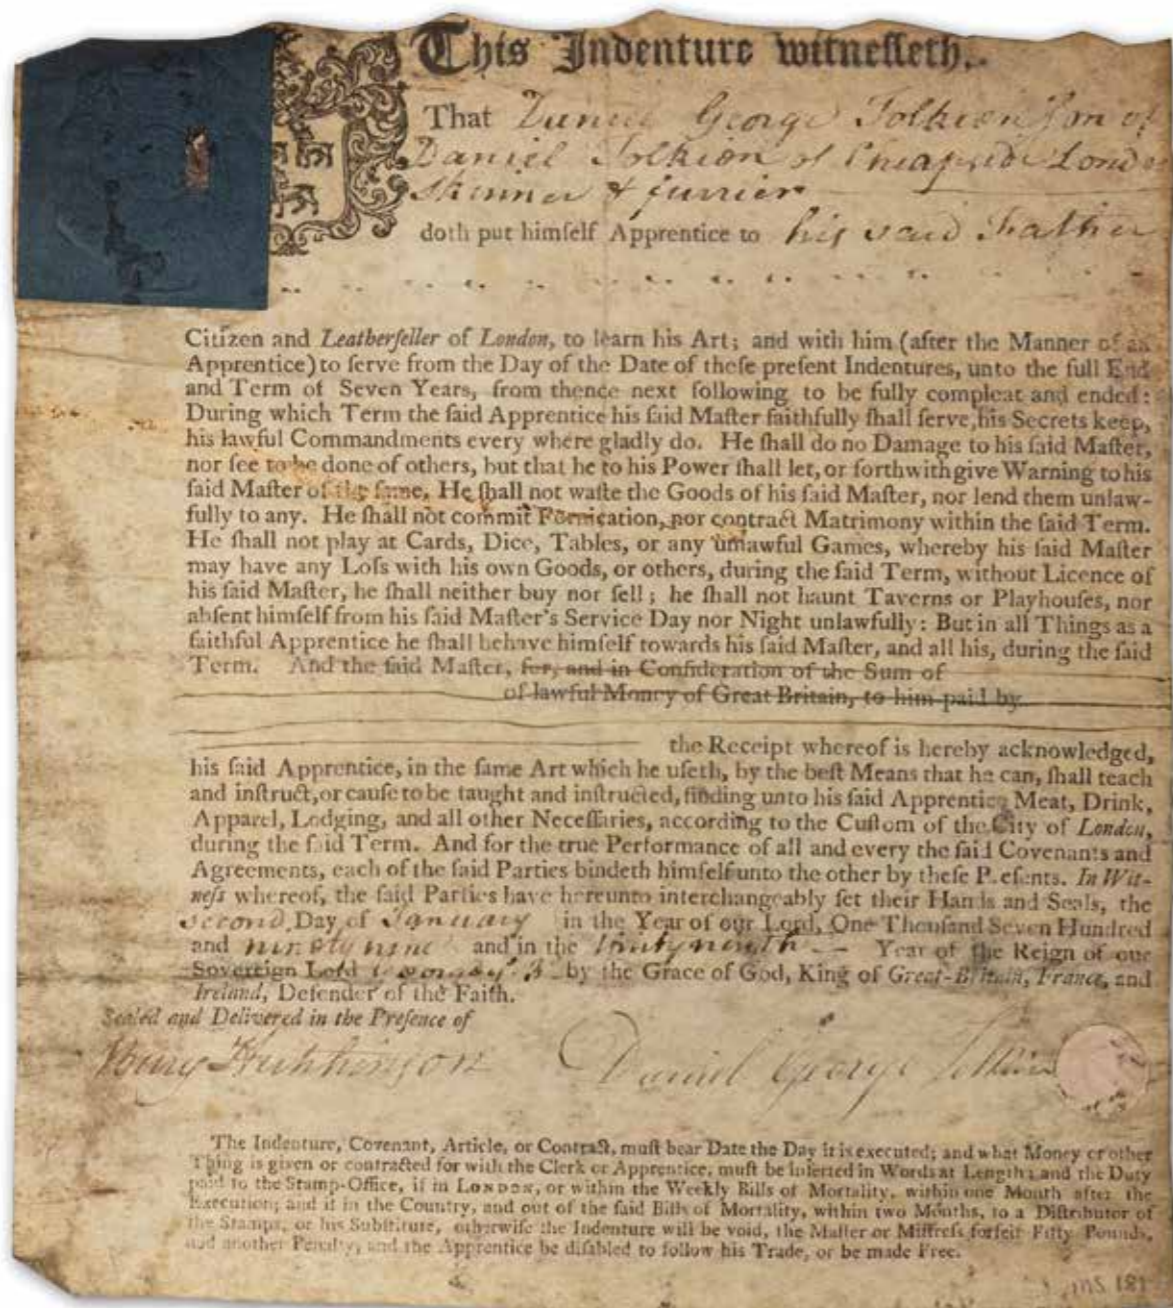 This Indenture witneſſeth,
That Daniel George Tolkien Son of
Daniel Tolkien of Cheapside London
Skinner & furrier
doth put himſelf Apprentice to his said Father
Citizen and Leatherſeller of London, to learn his Art; and with him (after the Manner of an
Apprentice) to ſerve from the Day of the Date of theſe preſent Indentures, unto the full End
and Term of Seven Years, from thence next following to be fully compleat and ended:
During which Term the ſaid Apprentice his ſaid Maſter faithfully ſhall ſerve, his Secrets keep,
his lawful Commandments every where gladly do. He ſhall do no Damage to his ſaid Maſter,
nor ſee to be done of others, but that he to his Power ſhall let, or forthwith give Warning to his
ſaid Maſter of the ſame. He ſhall not waſte the Goods of his ſaid Maſter, nor lend them unlaw-
fully to any. He ſhall not commit Fornication, nor contract Matrimony within the ſaid Term.
He ſhall not play at Cards, Dice, Tables, or any unlawful Games, whereby his ſaid Maſter
may have any Loſs with his own Goods, or others, during the ſaid Term, without Licence of
his ſaid Maſter, he ſhall neither buy nor ſell; he ſhall not haunt Taverns or Playhouſes, nor
abſent himſelf from his ſaid Maſter's Service Day nor Night unlawfully: But in all Things as a
faithful Apprentice he ſhall behave himſelf towards his ſaid Maſter, and all his, during the ſaid
Term. And the ſaid Maſter, for, and in Conſideration of the Sum of
of lawful Money of Great Britain, to him paid by
the Receipt whereof is hereby acknowledged,
his ſaid Apprentice, in the ſame Art which he uſeth, by the beſt Means that he can, ſhall teach
and inſtruct, or cauſe to be taught and inſtructed, finding unto his ſaid Apprentice, Meat, Drink,
Apparel, Lodging, and all other Neceſſaries, according to the Cuſtom of the City of London,
during the ſaid Term. And for the true Performance of all and every the ſaid Covenants and
Agreements, each of the ſaid Parties bindeth himſelf unto the other by theſe Preſents. In Wit-
neſs whereof, the ſaid Parties have hereunto interchangeably ſet their Hands and Seals, the
second Day of January in the Year of our Lord, One Thouſand Seven Hundred
and ninety nine and in the thirty ninth Year of the Reign of our
Sovereign Lord George ye 3 by the Grace of God, King of Great-Britain, France, and
Ireland, Defender of the Faith.
Sealed and Delivered in the Preſence of
Hutchinson Daniel George Tolkien
The Indenture, Covenant, Article, or Contract, muſt bear Date the Day it is executed; and what Money or other
Thing is given or contracted for with the Clerk or Apprentice, muſt be inſerted in Words at Length; and the Duty
paid to the Stamp-Office, if in LONDON, or within the Weekly Bills of Mortality, within one Month after the
Execution; and if in the Country, and out of the ſaid Bills of Mortality, within two Months, to a Diſtributor of
the Stamps, or his Subſtitute, otherwiſe the Indenture will be void, the Maſter or Miſtreſs forfeit Fifty Pounds,
and another Penalty, and the Apprentice be diſabled to follow his Trade, or be made Free.
MS 181